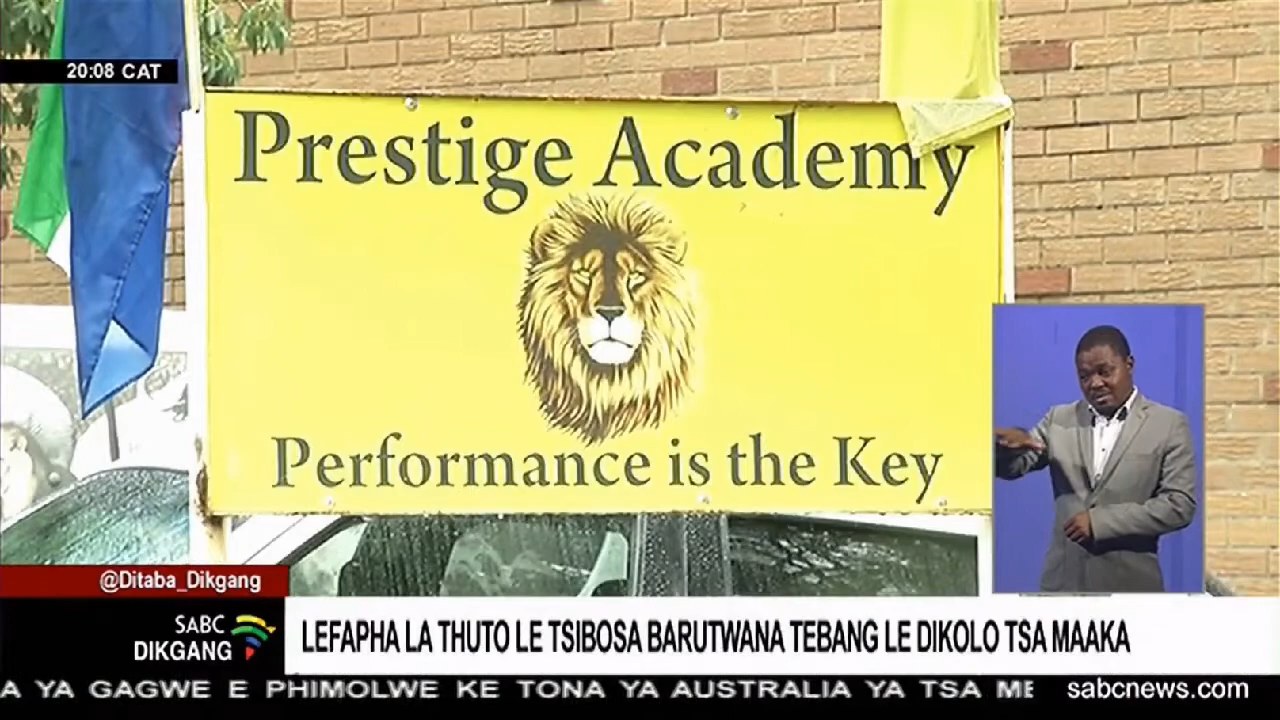 20:08 CAT
Prestige Academy
Performance is the Key
@Ditaba_Dikgang
SABC
DIKGANG
LEFAPHA LA THUTO LE TSIBOSA BARUTWANA TEBANG LE DIKOLO TSA MAAKA
A YA GAGWE E PHIMOLWE KE TONA YA AUSTRALIA YA TSA ME
sabcnews.com